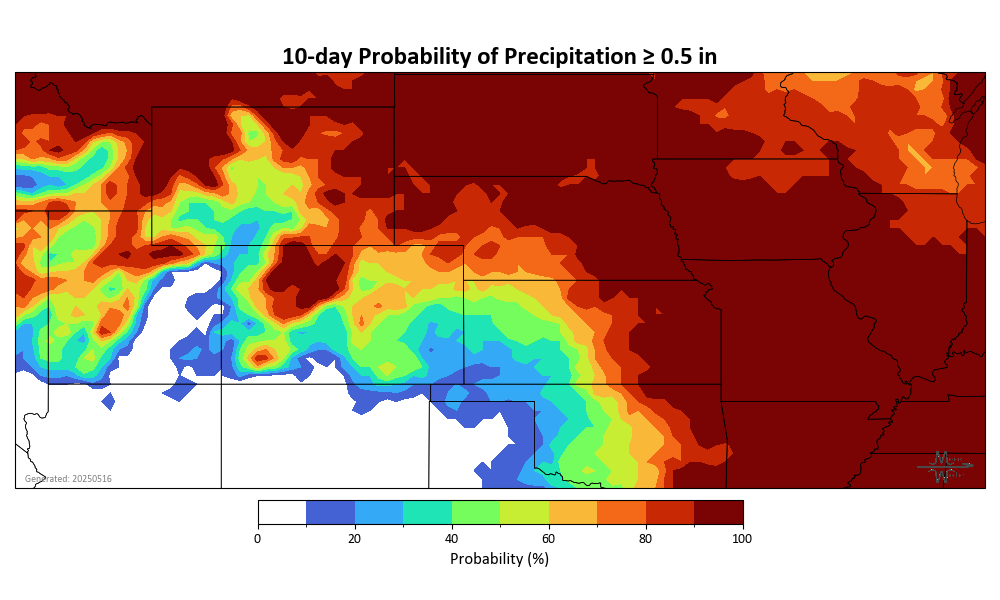 10-day Probability of Precipitation ≥ 0.5 in
Generated: 20250516
0 20 40 60 80 100
Probability (%)